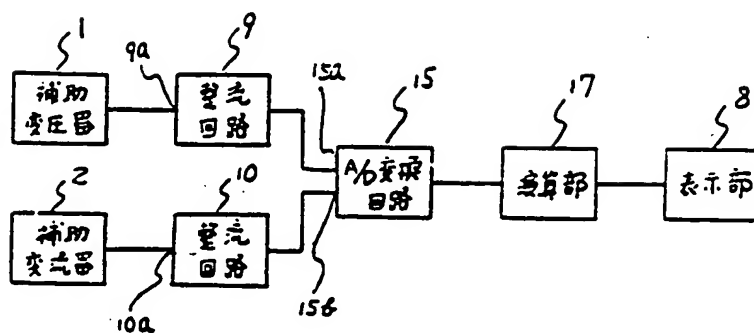 1
9
9a
15a
15
17
8
補助
変圧器
整流
回路
A/D変換
回路
演算部
表示部
2
10
補助
変流器
整流
回路
10a
15b